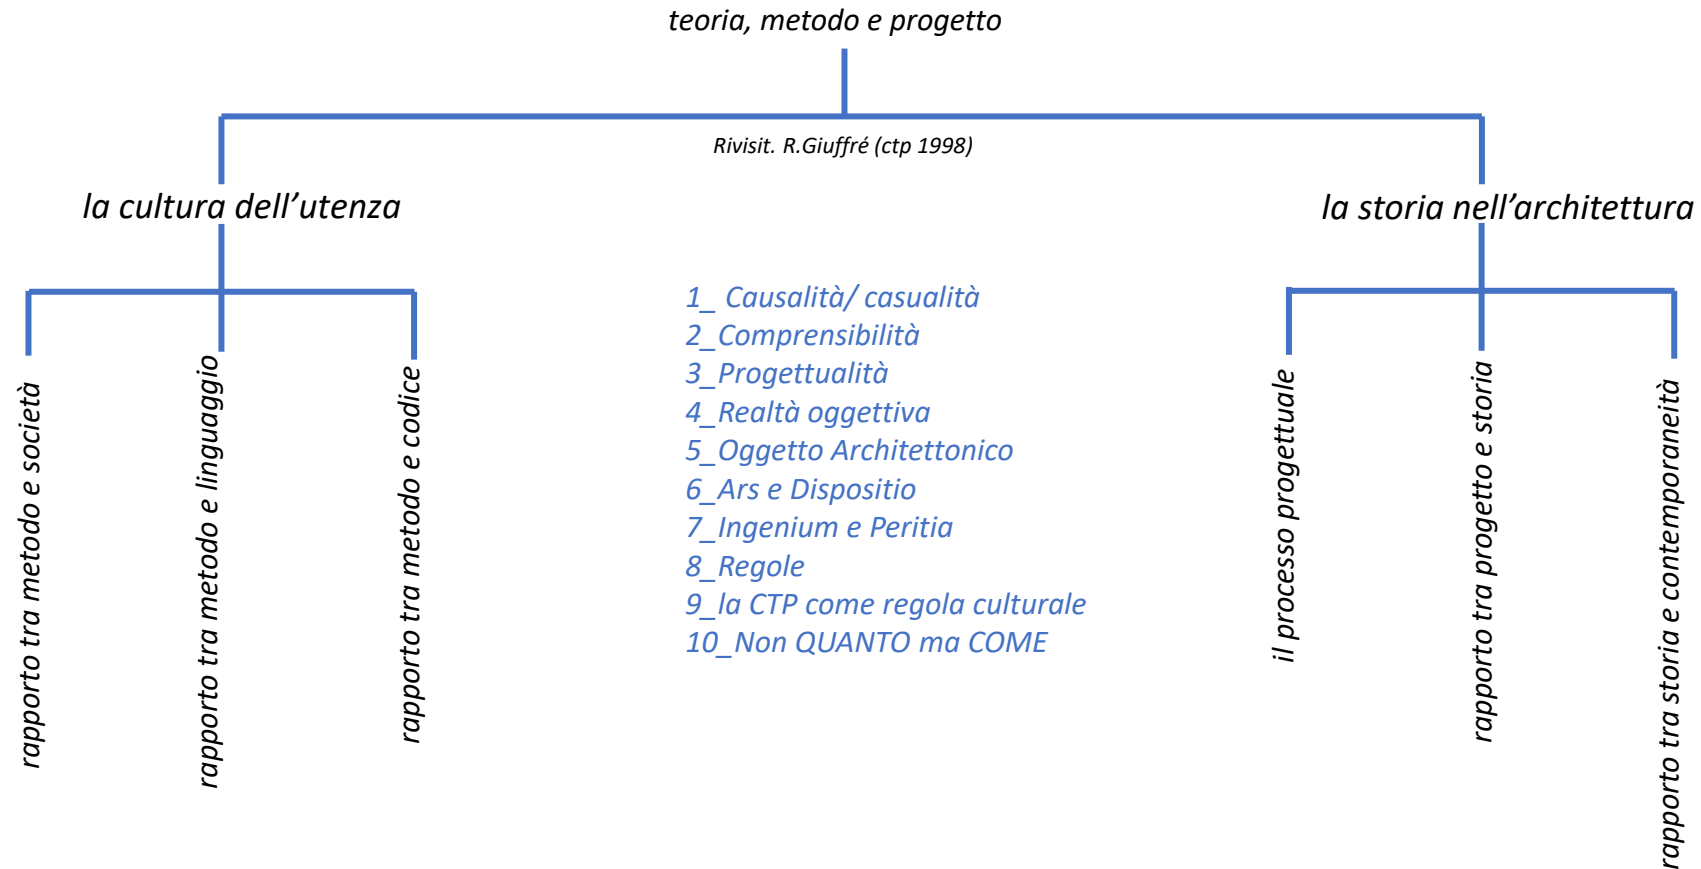 teoria, metodo e progetto
Rivisit. R.Giuffré (ctp 1998)
la cultura dell’utenza
la storia nell’architettura
rapporto tra metodo e società
rapporto tra metodo e linguaggio
rapporto tra metodo e codice
1_ Causalità/ casualità
2_Comprensibilità
3_Progettualità
4_Realtà oggettiva
5_Oggetto Architettonico
6_Ars e Dispositio
7_Ingenium e Peritia
8_Regole
9_la CTP come regola culturale
10_Non QUANTO ma COME
il processo progettuale
rapporto tra progetto e storia
rapporto tra storia e contemporaneità